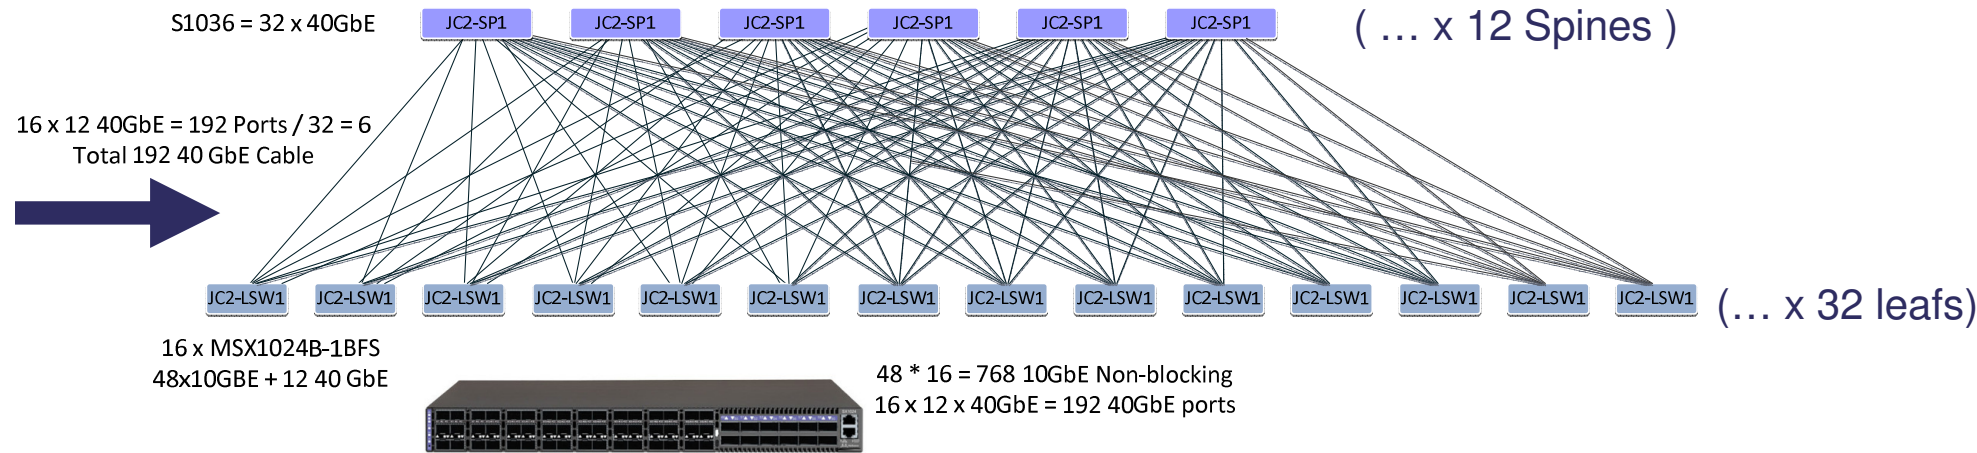 S1036 = 32 x 40GbE
JC2-SP1 JC2-SP1 JC2-SP1 JC2-SP1 JC2-SP1 JC2-SP1
( … x 12 Spines )
16 x 12 40GbE = 192 Ports / 32 = 6
Total 192 40 GbE Cable
JC2-LSW1 JC2-LSW1 JC2-LSW1 JC2-LSW1 JC2-LSW1 JC2-LSW1 JC2-LSW1 JC2-LSW1 JC2-LSW1 JC2-LSW1 JC2-LSW1 JC2-LSW1 JC2-LSW1 JC2-LSW1
(… x 32 leafs)
16 x MSX1024B-1BFS
48x10GBE + 12 40 GbE
48 * 16 = 768 10GbE Non-blocking
16 x 12 x 40GbE = 192 40GbE ports